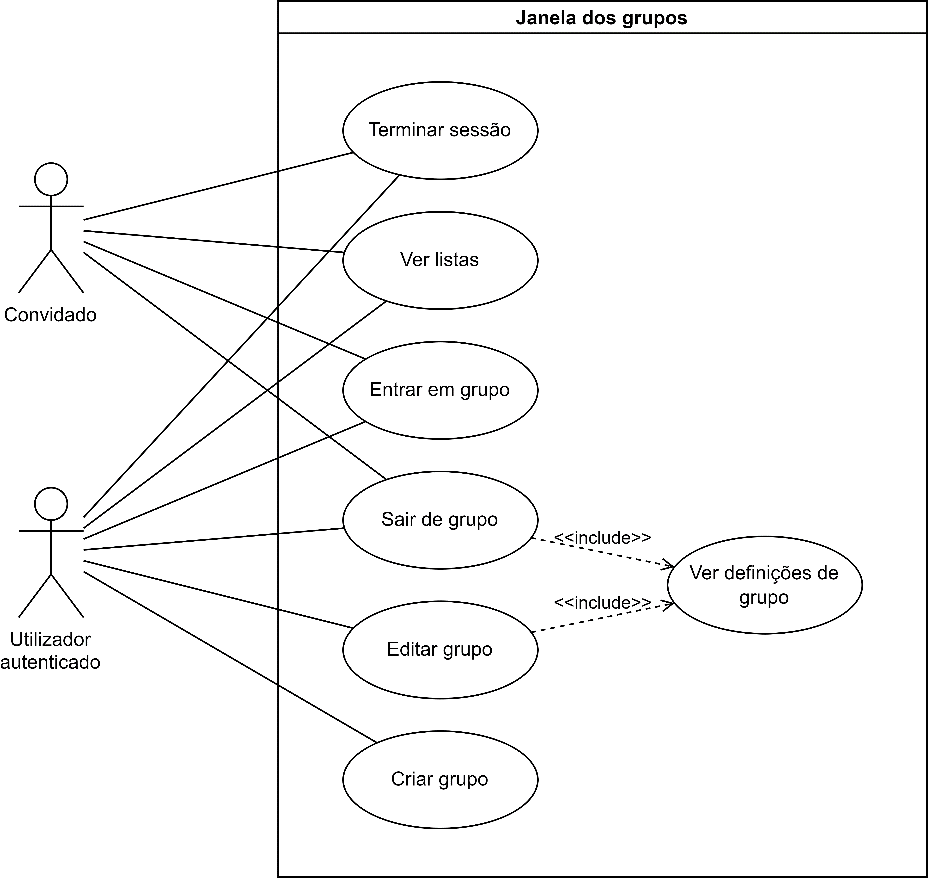 Janela dos grupos
Terminar sessão
Ver listas
Convidado
Entrar em grupo
Sair de grupo
<<include>>
Ver definições de
grupo
<<include>>
Utilizador
autenticado
Editar grupo
Criar grupo